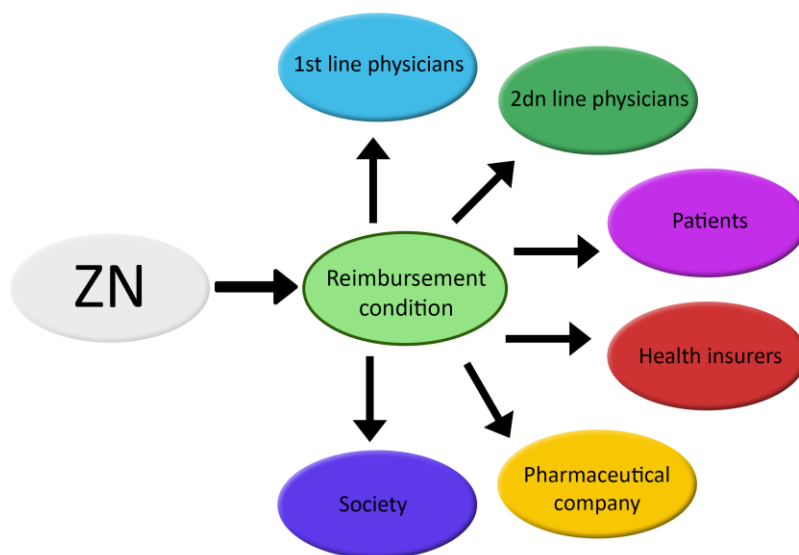 1st line physicians
2dn line physicians
Patients
ZN
Reimbursement
condition
Health insurers
Society
Pharmaceutical
company